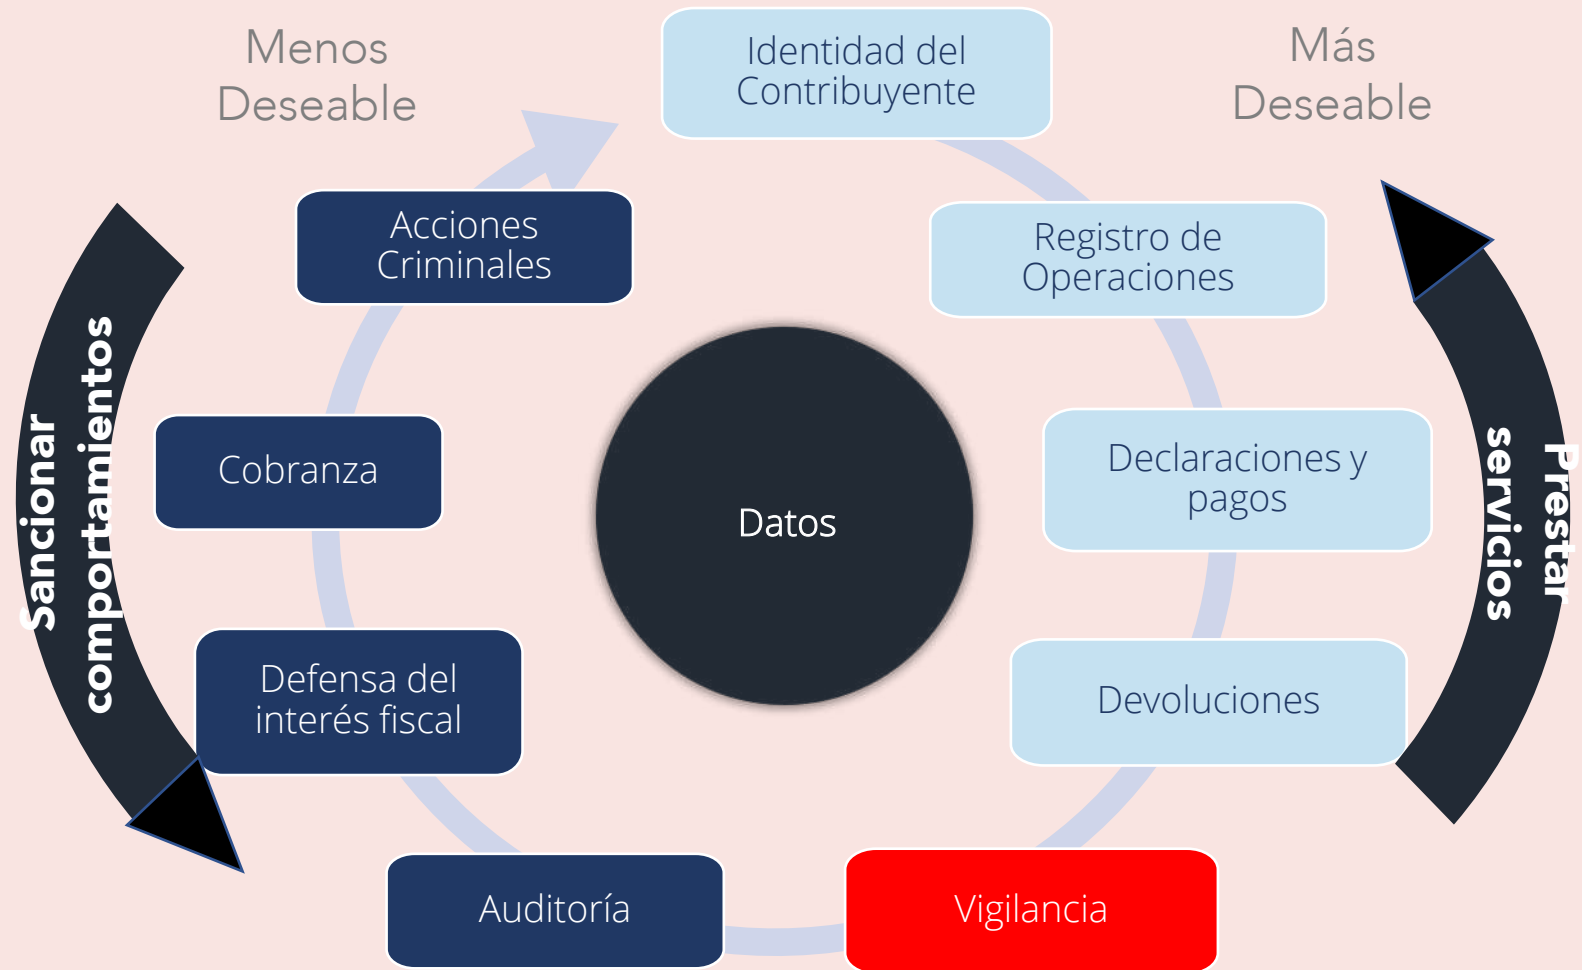 Menos
Deseable
Identidad del
Contribuyente
Más
Deseable
Acciones
Criminales
Registro de
Operaciones
Sancionar
comportamientos
Cobranza
Datos
Declaraciones y
pagos
Prestar
servicios
Defensa del
interés fiscal
Devoluciones
Auditoría
Vigilancia